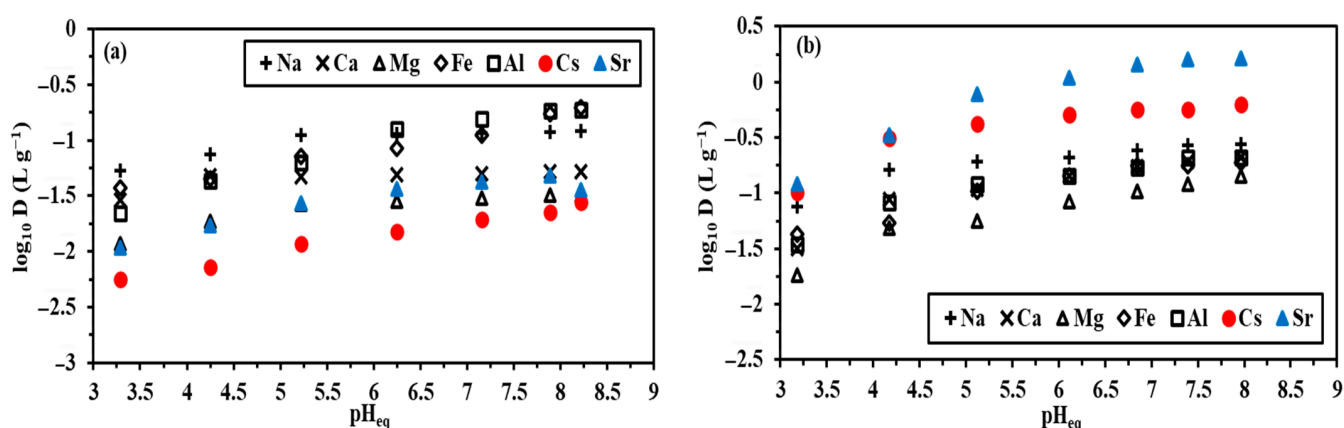 (a)
Na Ca Mg Fe Al Cs Sr
log₁₀ D (L g⁻¹)
0
−0.5
−1
−1.5
−2
−2.5
−3
3 3.5 4 4.5 5 5.5 6 6.5 7 7.5 8 8.5 9
pHeq
(b)
Na Ca Mg Fe Al Cs Sr
log₁₀ D (L g⁻¹)
0.5
0
−0.5
−1
−1.5
−2
−2.5
3 3.5 4 4.5 5 5.5 6 6.5 7 7.5 8 8.5 9
pHeq